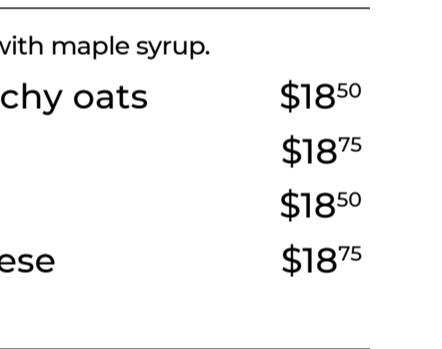 with maple syrup.
chy oats $18⁵⁰
$18⁷⁵
$18⁵⁰
ese $18⁷⁵